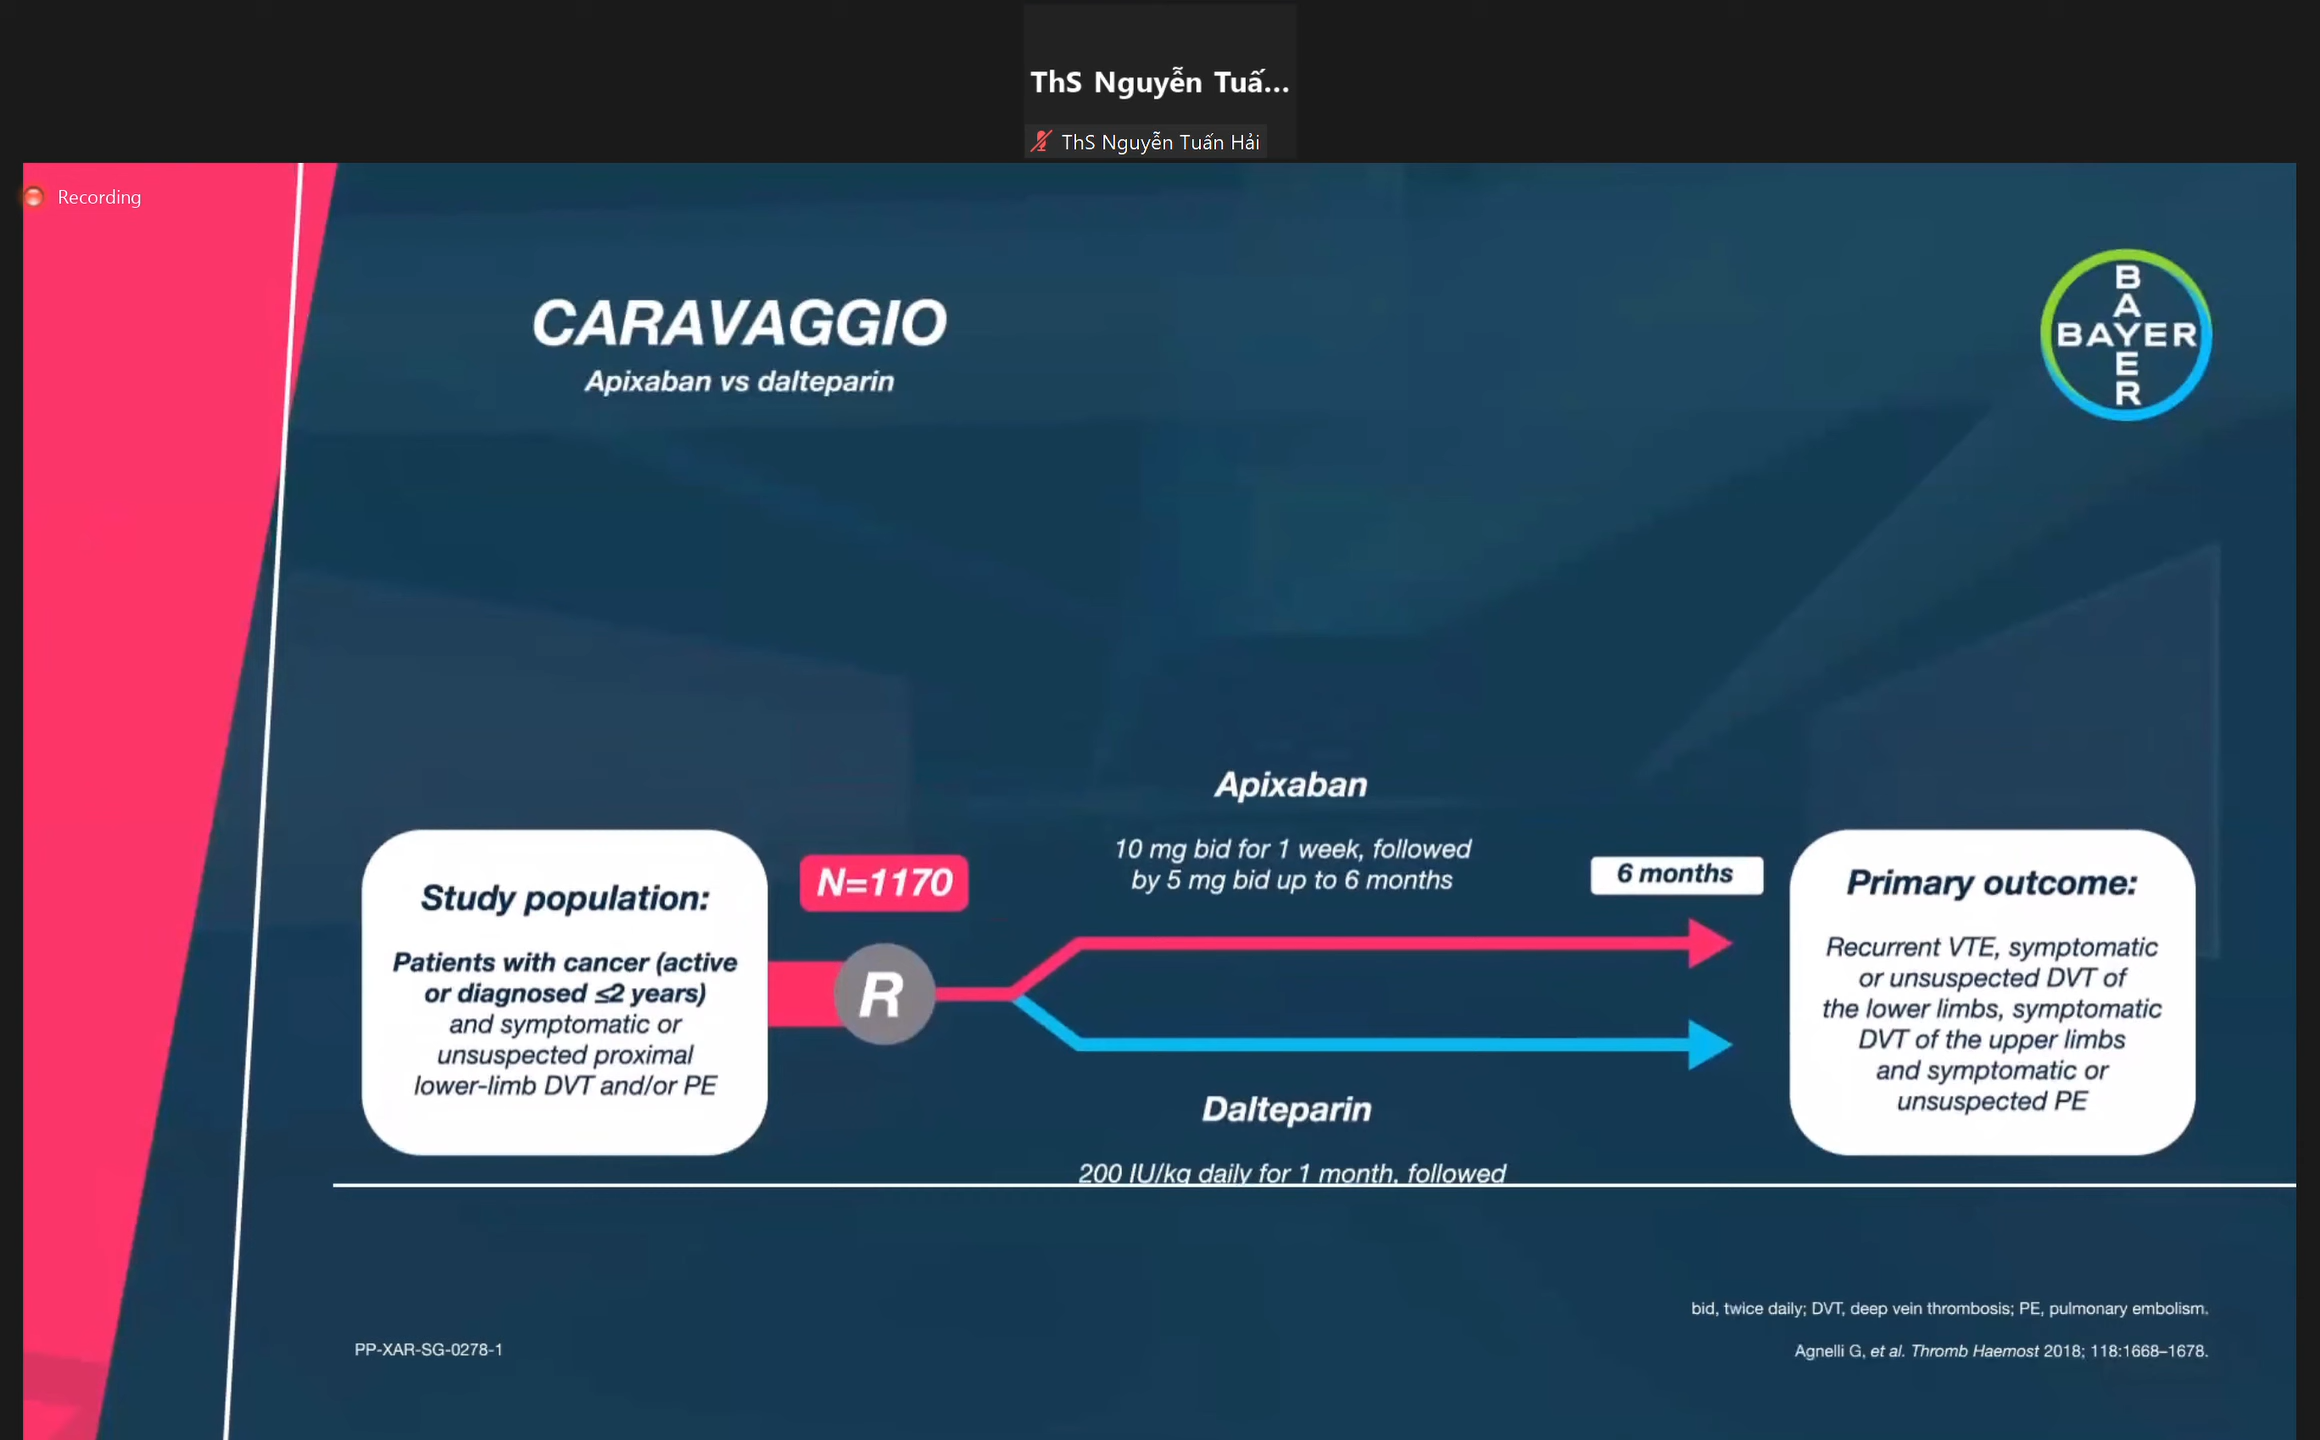 ThS Nguyễn Tuấ...
ThS Nguyễn Tuấn Hải
Recording
CARAVAGGIO
Apixaban vs dalteparin
BAYER
BAYER
Apixaban
10 mg bid for 1 week, followed
by 5 mg bid up to 6 months
N=1170
6 months
Study population:
Patients with cancer (active
or diagnosed ≤2 years)
and symptomatic or
unsuspected proximal
lower-limb DVT and/or PE
R
Primary outcome:
Recurrent VTE, symptomatic
or unsuspected DVT of
the lower limbs, symptomatic
DVT of the upper limbs
and symptomatic or
unsuspected PE
Dalteparin
200 IU/kg daily for 1 month, followed
bid, twice daily; DVT, deep vein thrombosis; PE, pulmonary embolism.
PP-XAR-SG-0278-1
Agnelli G, et al. Thromb Haemost 2018; 118:1668–1678.